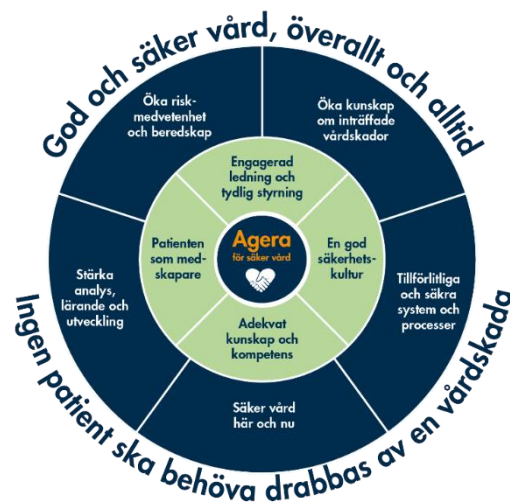 God och säker vård, överallt och alltid
Öka risk-
medvetenhet
och beredskap
Öka kunskap
om inträffade
vårdskador
Engagerad
ledning och
tydlig styrning
Patienten
som med-
skapare
Agera
för säker vård
En god
säkerhets-
kultur
Stärka
analys,
lärande och
utveckling
Tillförlitliga
och säkra
system och
processer
Adekvat
kunskap och
kompetens
Säker vård
här och nu
Ingen patient ska behöva drabbas av en vårdskada